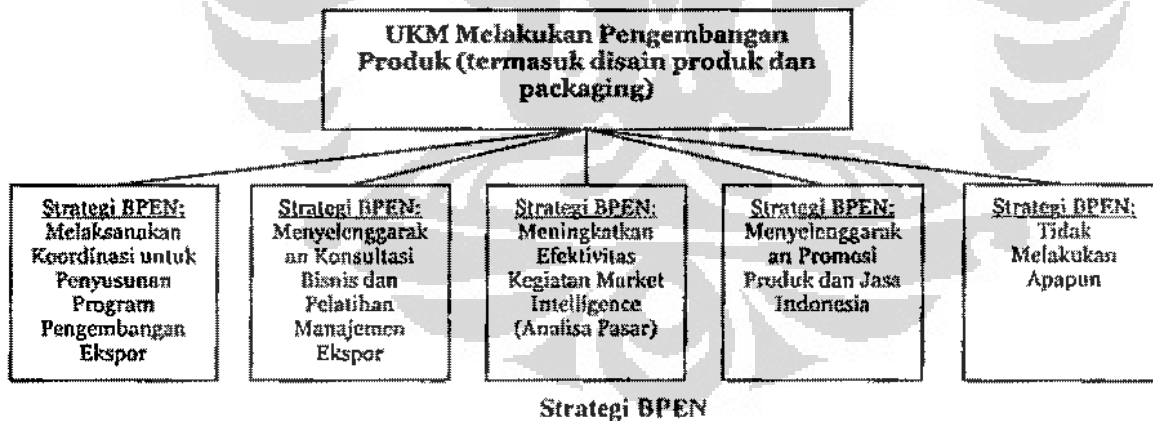 UKM Melakukan Pengembangan
Produk (termasuk disain produk dan
packaging)
Strategi BPEN:
Melaksanakan
Koordinasi untuk
Penyusunan
Program
Pengembangan
Ekspor
Strategi BPEN:
Menyelenggarak
an Konsultasi
Bisnis dan
Pelatihan
Manajemen
Ekspor
Strategi BPEN:
Meningkatkan
Efektivitas
Kegiatan Market
Intelligence
(Analisa Pasar)
Strategi BPEN:
Menyelenggarak
an Promosi
Produk dan Jasa
Indonesia
Strategi BPEN:
Tidak
Melakukan
Apapun
Strategi BPEN